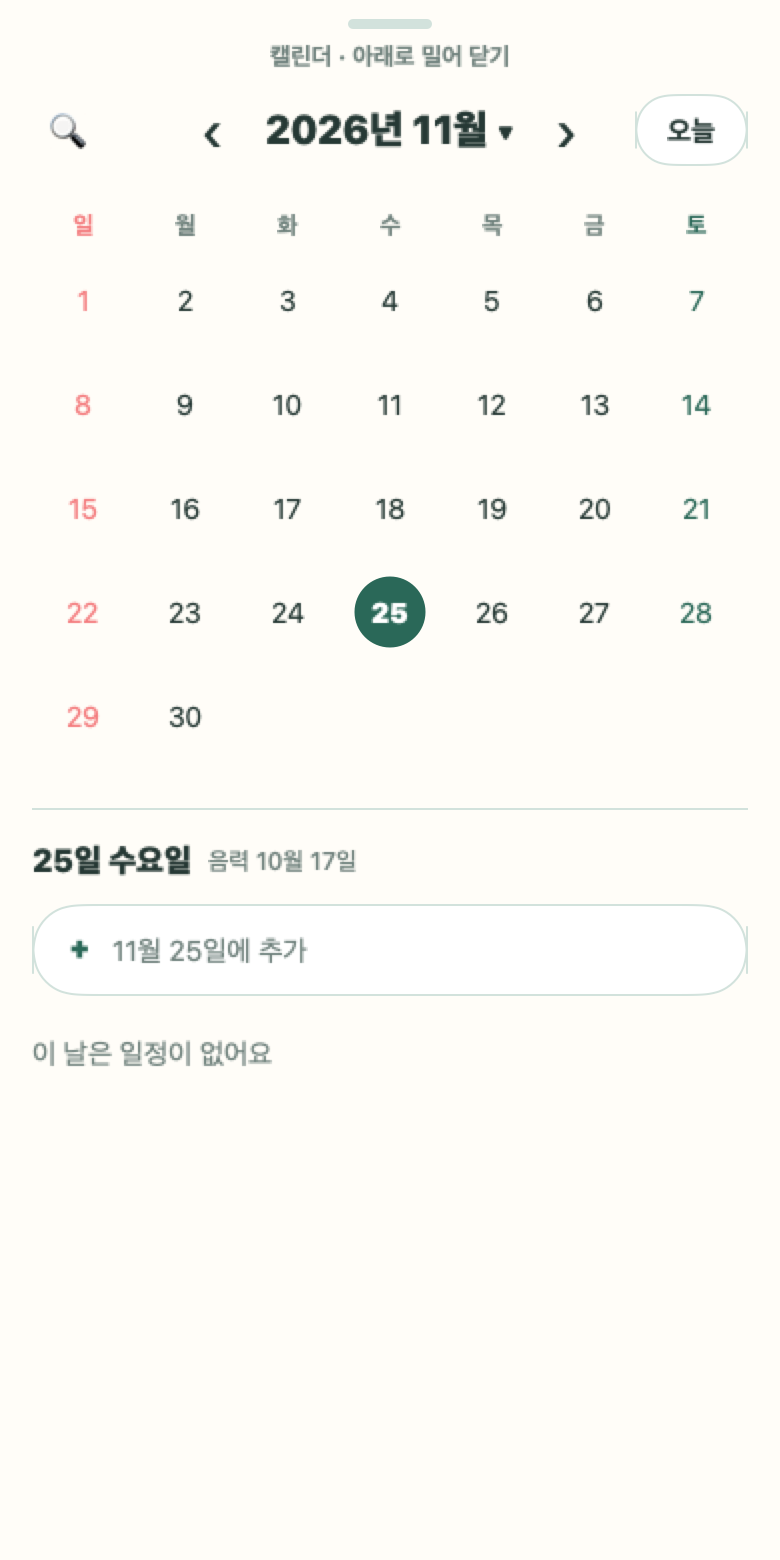 캘린더 · 아래로 밀어 닫기
‹ 2026년 11월 ▾ › 오늘
일 월 화 수 목 금 토
1 2 3 4 5 6 7
8 9 10 11 12 13 14
15 16 17 18 19 20 21
22 23 24 25 26 27 28
29 30
25일 수요일 음력 10월 17일
+ 11월 25일에 추가
이 날은 일정이 없어요